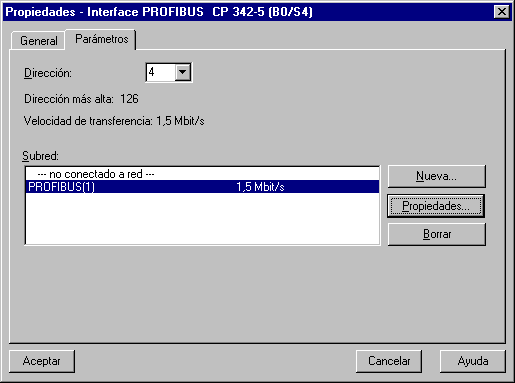 Propiedades - Interface PROFIBUS CP 342-5 (B0/S4)
General
Parámetros
Dirección: 4
Dirección más alta: 126
Velocidad de transferencia: 1,5 Mbit/s
Subred:
--- no conectado a red ---
PROFIBUS(1) 1,5 Mbit/s
Nueva...
Propiedades...
Borrar
Aceptar
Cancelar
Ayuda